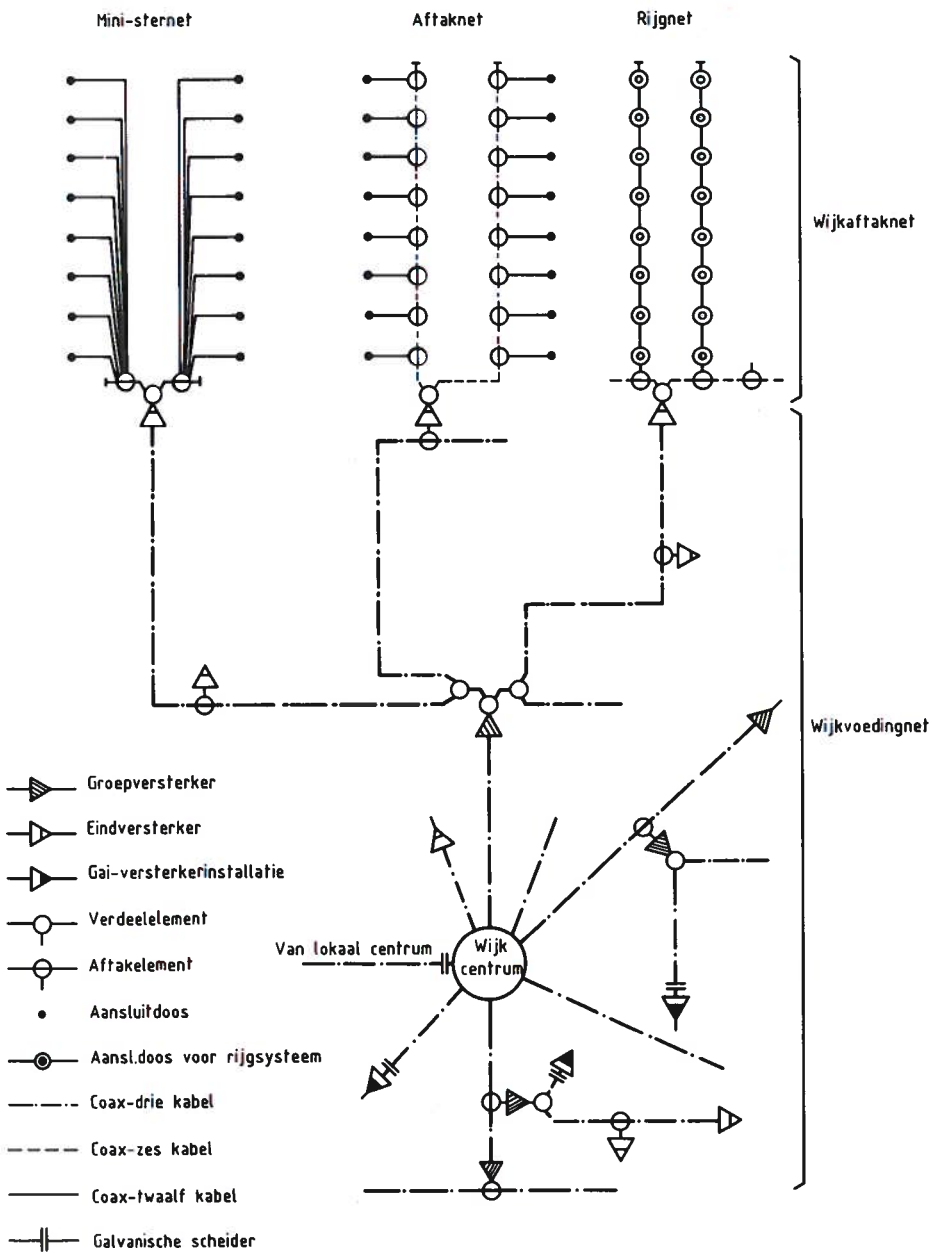 Mini-sternet
Aftaknet
Rijgnet
Wijkaftaknet
Wijkvoedingnet
Groepversterker
Eindversterker
Gai-versterkerinstallatie
Verdeelelement
Aftakelement
Aansluitdoos
Aansl.doos voor rijgsysteem
Coax-drie kabel
Coax-zes kabel
Coax-twaalf kabel
Galvanische scheider
Van lokaal centrum
Wijk
centrum